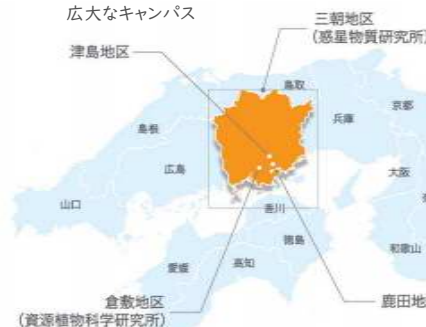 広大なキャンパス
三朝地区
(惑星物質研究所)
津島地区
鳥取
島根
兵庫
京都
広島
大阪
山口
香川
徳島
和歌山
愛媛
高知
倉敷地区
(資源植物科学研究所)
鹿田地